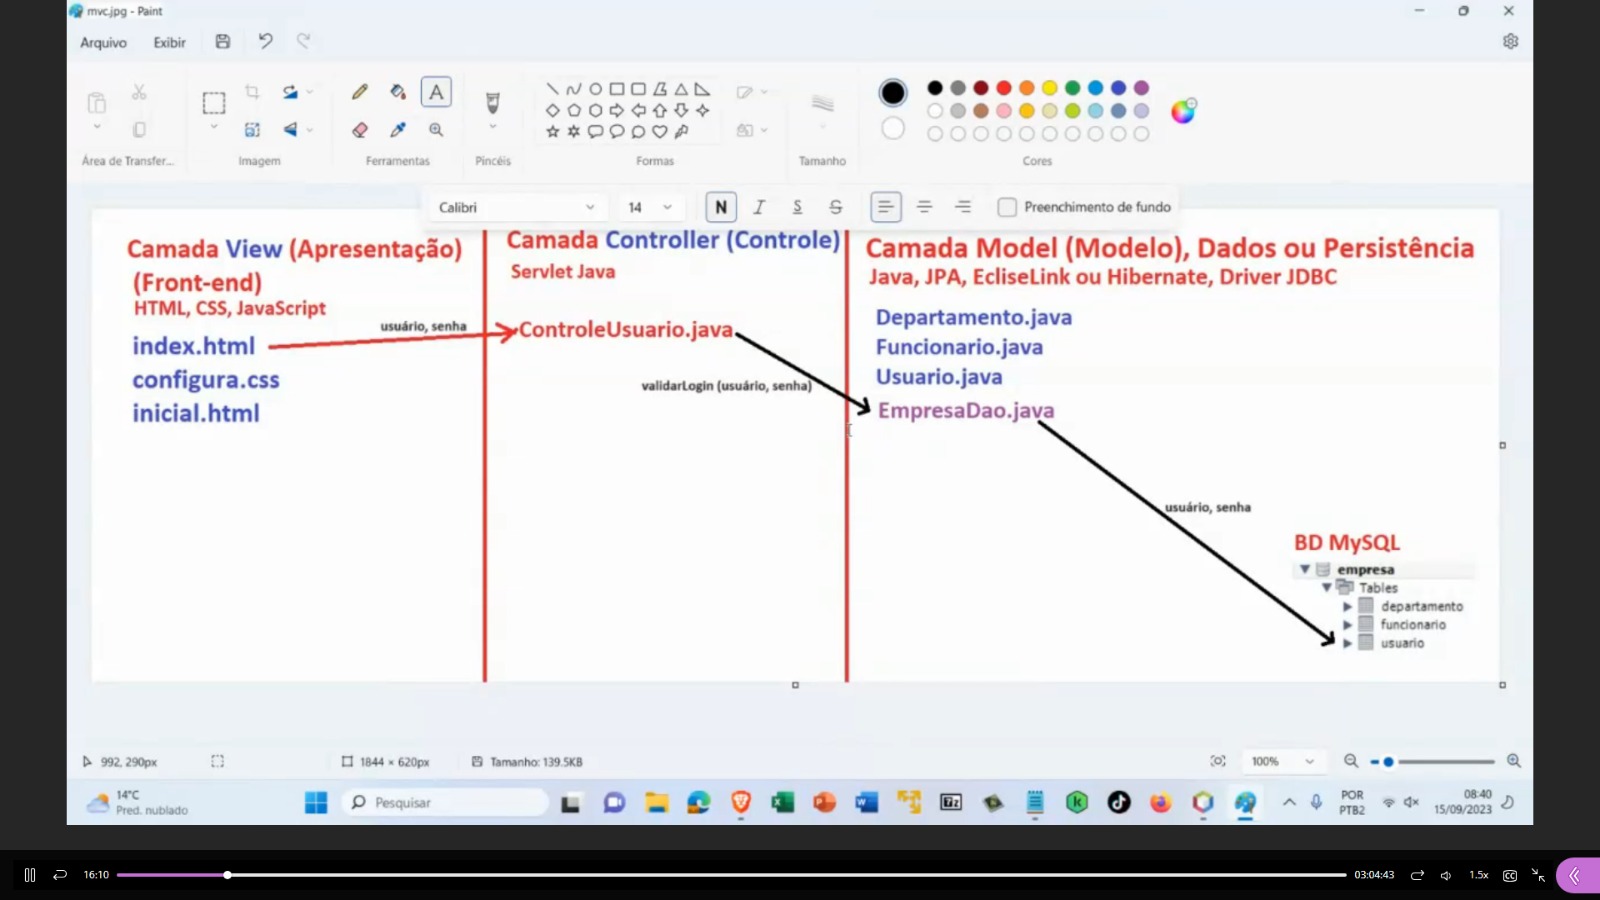 mvc.jpg - Paint
Arquivo Exibir
Área de Transfer... Imagem Ferramentas Pincéis Formas Tamanho Cores
Calibri 14 N I S S Preenchimento de fundo
Camada View (Apresentação)
(Front-end)
HTML, CSS, JavaScript
index.html
configura.css
inicial.html
usuário, senha
Camada Controller (Controle)
Servlet Java
ControleUsuario.java
validarLogin (usuário, senha)
Camada Model (Modelo), Dados ou Persistência
Java, JPA, EcliseLink ou Hibernate, Driver JDBC
Departamento.java
Funcionario.java
Usuario.java
EmpresaDao.java
usuário, senha
BD MySQL
empresa
Tables
departamento
funcionario
usuario
992, 290px 1844 × 620px Tamanho: 139.5KB 100%
14°C
Pred. nublado
Pesquisar
POR
PTB2
08:40
15/09/2023
16:10 03:04:43 1.5x